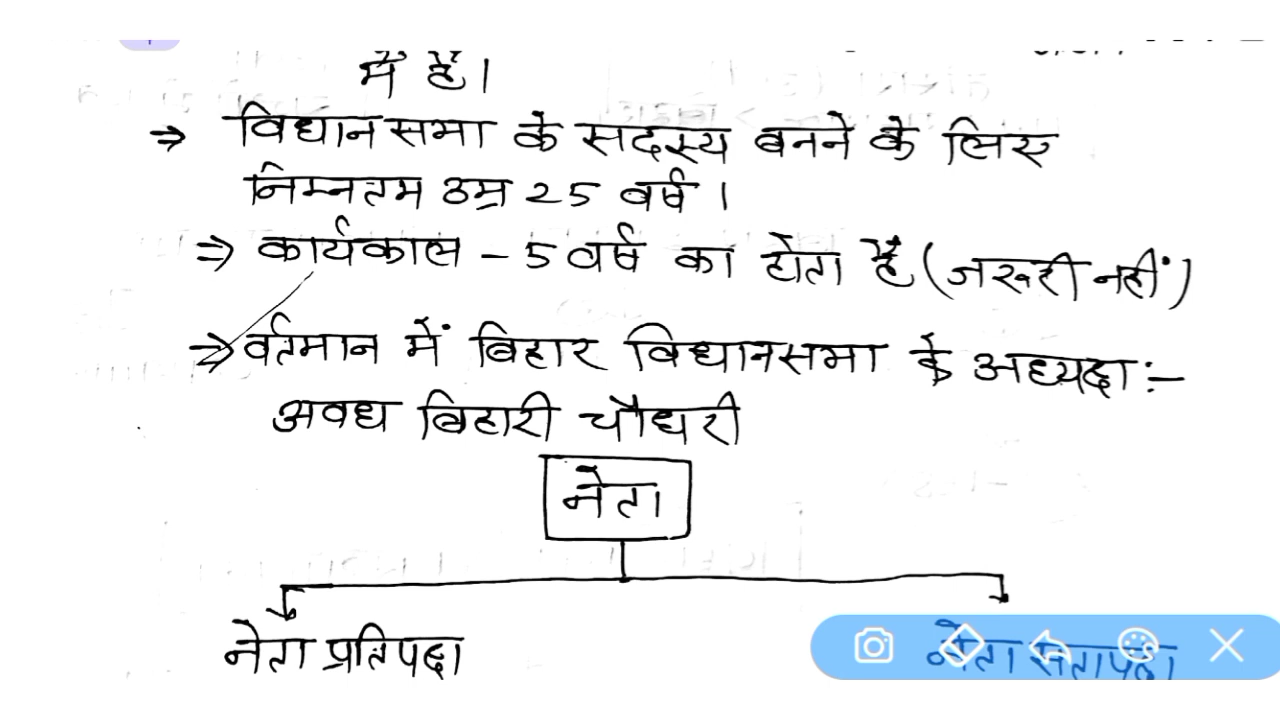 में हैं।
⇒ विधानसभा के सदस्य बनने के लिए
निम्नतम उम्र 25 वर्ष।
⇒ कार्यकाल - 5 वर्ष का होता है (जरुरी नहीं)
⇒ वर्तमान में बिहार विधानसभा के अध्यक्ष :-
अवध बिहारी चौधरी
नेता
नेता प्रतिपक्ष
नेता सतापक्ष